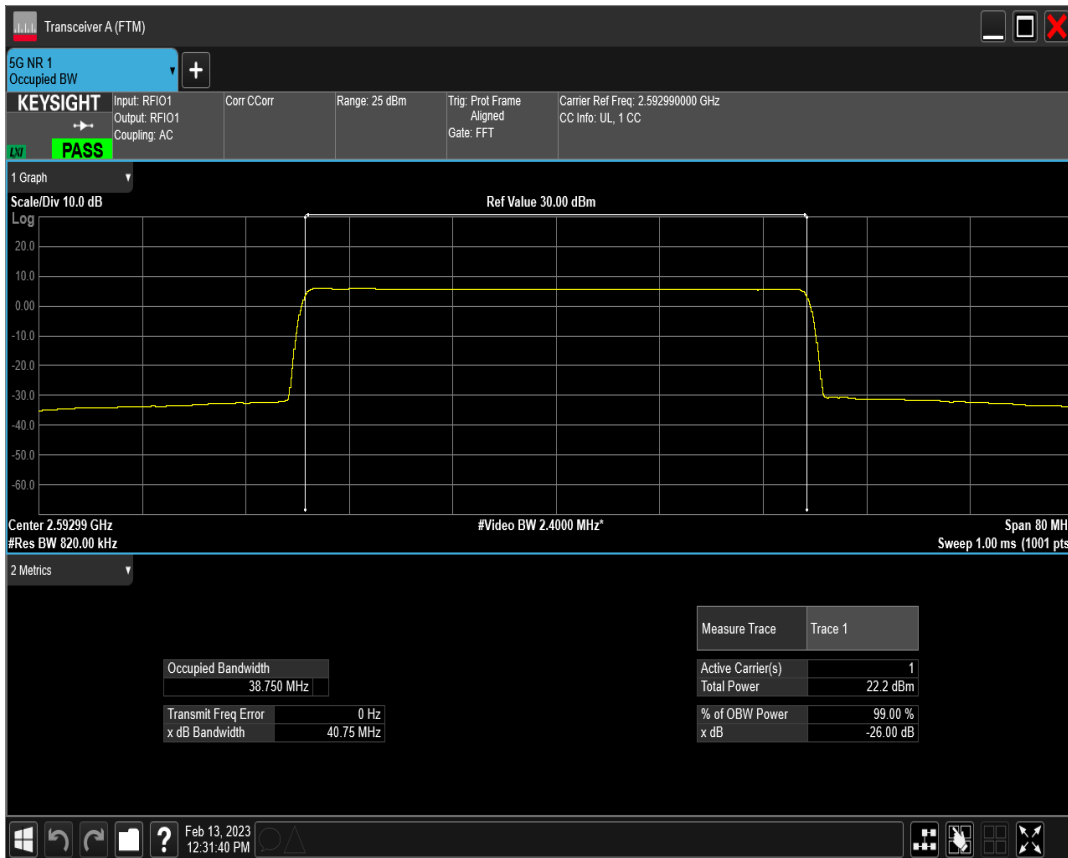 Transceiver A (FTM)
5G NR 1
Occupied BW
+
KEYSIGHT
LXI
PASS
Input: RFIO1
Output: RFIO1
Coupling: AC
Corr CCorr
Range: 25 dBm
Trig: Prot Frame
Aligned
Gate: FFT
Carrier Ref Freq: 2.592990000 GHz
CC Info: UL, 1 CC
1 Graph
Scale/Div 10.0 dB
Ref Value 30.00 dBm
Log
20.0
10.0
0.00
-10.0
-20.0
-30.0
-40.0
-50.0
-60.0
Center 2.59299 GHz
#Video BW 2.4000 MHz*
Span 80 MH
#Res BW 820.00 kHz
Sweep 1.00 ms (1001 pts
2 Metrics
Measure Trace Trace 1
Occupied Bandwidth
38.750 MHz
Active Carrier(s) 1
Total Power 22.2 dBm
Transmit Freq Error 0 Hz
x dB Bandwidth 40.75 MHz
% of OBW Power 99.00 %
x dB -26.00 dB
?
Feb 13, 2023
12:31:40 PM